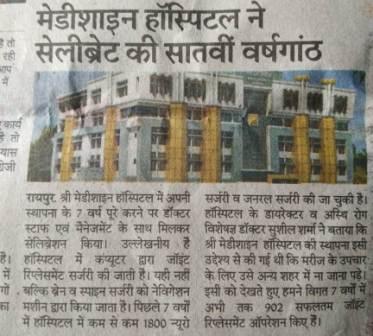 मेडीशाइन हॉस्पिटल ने
सेलीब्रेट की सातवीं वर्षगांठ
रायपुर. श्री मेडीशाइन हॉस्पिटल में अपनी
स्थापना के 7 वर्ष पूरे करने पर डॉक्टर
स्टाफ एवं मैनेजमेंट के साथ मिलकर
सेलिब्रेशन किया। उल्लेखनीय है
हॉस्पिटल में कंप्यूटर द्वारा जॉइंट
रिप्लेसमेंट सर्जरी की जाती है। यही नहीं
बल्कि ब्रेन व स्पाइन सर्जरी को नेविगेशन
मशीन द्वारा किया जाता है। पिछले 7 वर्षों
में हॉस्पिटल में कम से कम 1800 न्यूरो
सर्जरी व जनरल सर्जरी की जा चुकी है।
हॉस्पिटल के डायरेक्टर व अस्थि रोग
विशेषज्ञ डॉक्टर सुशील शर्मा ने बताया कि
श्री मेडीशाइन हॉस्पिटल की स्थापना इसी
उद्देश्य से की गई थी कि मरीज के उपचार
के लिए उसे अन्य शहर में ना जाना पड़े।
इसी को देखते हुए हमने विगत 7 वर्षों में
अभी तक 902 सफलतम जॉइंट
रिप्लेसमेंट ऑपरेशन किए हैं।